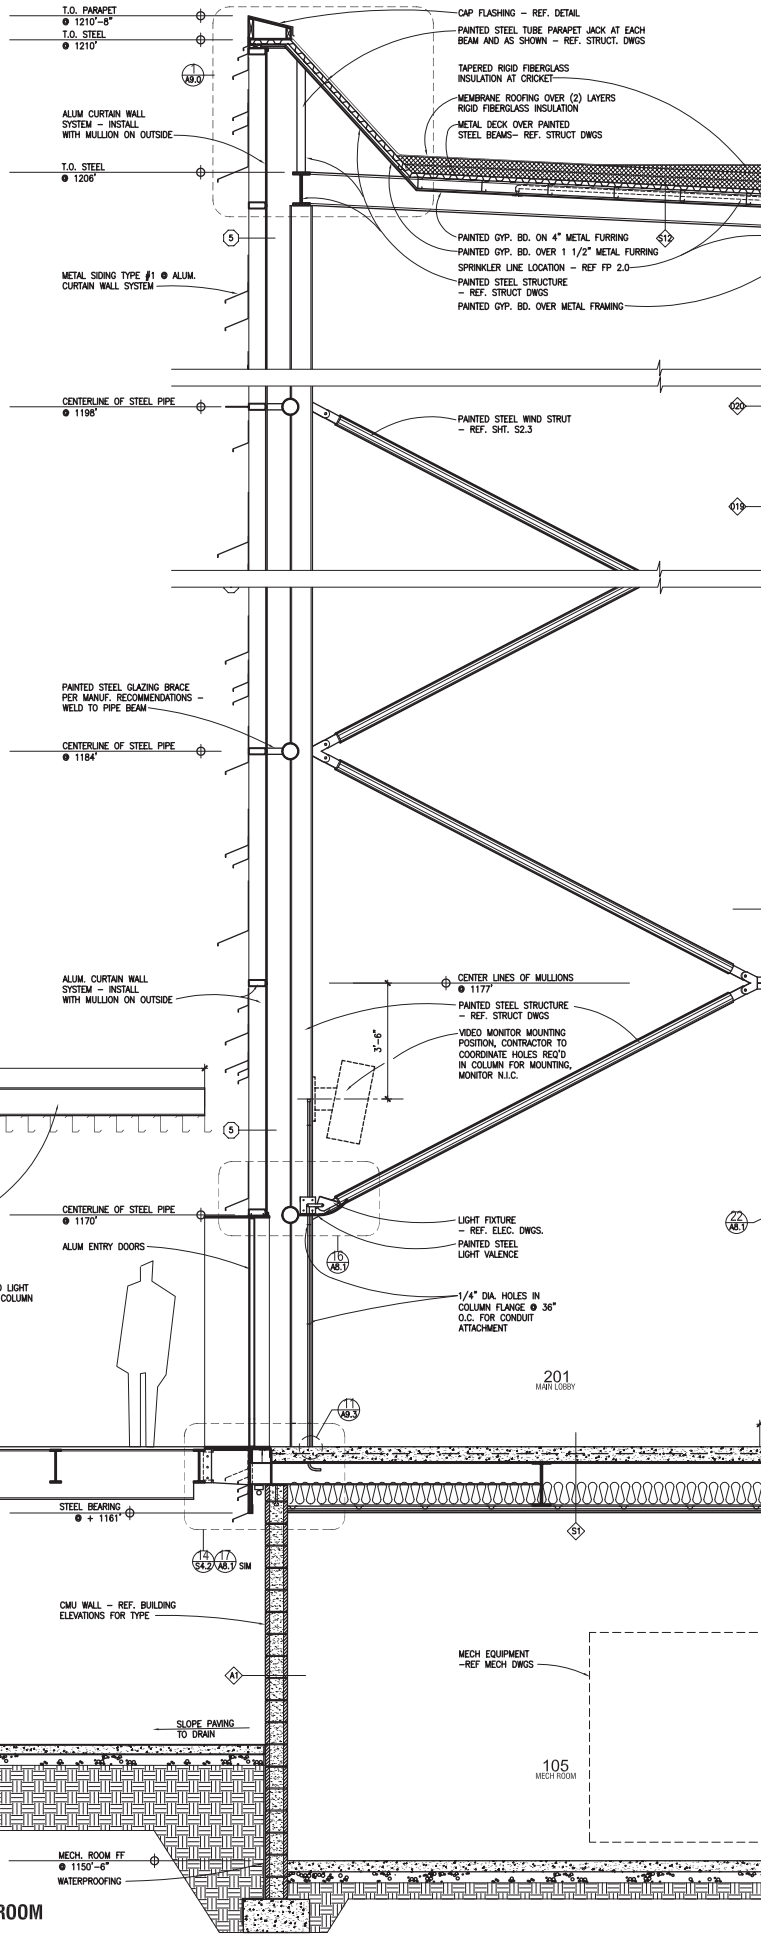 T.O. PARAPET
@ 1210'-8"
T.O. STEEL
@ 1210'
1
A9.0
ALUM CURTAIN WALL
SYSTEM - INSTALL
WITH MULLION ON OUTSIDE
T.O. STEEL
@ 1206'
5
METAL SIDING TYPE #1 @ ALUM.
CURTAIN WALL SYSTEM
CAP FLASHING - REF. DETAIL
PAINTED STEEL TUBE PARAPET JACK AT EACH
BEAM AND AS SHOWN - REF. STRUCT. DWGS
TAPERED RIGID FIBERGLASS
INSULATION AT CRICKET
MEMBRANE ROOFING OVER (2) LAYERS
RIGID FIBERGLASS INSULATION
METAL DECK OVER PAINTED
STEEL BEAMS- REF. STRUCT DWGS
PAINTED GYP. BD. ON 4" METAL FURRING
S12
PAINTED GYP. BD. OVER 1 1/2" METAL FURRING
SPRINKLER LINE LOCATION - REF FP 2.0
PAINTED STEEL STRUCTURE
- REF. STRUCT DWGS
PAINTED GYP. BD. OVER METAL FRAMING
CENTERLINE OF STEEL PIPE
@ 1198'
PAINTED STEEL WIND STRUT
- REF. SHT. S2.3
020
019
PAINTED STEEL GLAZING BRACE
PER MANUF. RECOMMENDATIONS -
WELD TO PIPE BEAM
CENTERLINE OF STEEL PIPE
@ 1184'
ALUM. CURTAIN WALL
SYSTEM - INSTALL
WITH MULLION ON OUTSIDE
CENTER LINES OF MULLIONS
@ 1177'
PAINTED STEEL STRUCTURE
- REF. STRUCT DWGS
3'-6"
VIDEO MONITOR MOUNTING
POSITION, CONTRACTOR TO
COORDINATE HOLES REQ'D
IN COLUMN FOR MOUNTING,
MONITOR N.I.C.
5
CENTERLINE OF STEEL PIPE
@ 1170'
ALUM ENTRY DOORS
LIGHT FIXTURE
- REF. ELEC. DWGS.
PAINTED STEEL
LIGHT VALENCE
22
A8.1
16
A8.1
LIGHT
COLUMN
1/4" DIA. HOLES IN
COLUMN FLANGE @ 36"
O.C. FOR CONDUIT
ATTACHMENT
201
MAIN LOBBY
11
A9.3
STEEL BEARING
@ + 1161'
S1
14
S4.2
17
A8.1
SIM
CMU WALL - REF. BUILDING
ELEVATIONS FOR TYPE
MECH EQUIPMENT
-REF MECH DWGS
A1
SLOPE PAVING
TO DRAIN
105
MECH ROOM
MECH. ROOM FF
@ 1150'-6"
WATERPROOFING
ROOM